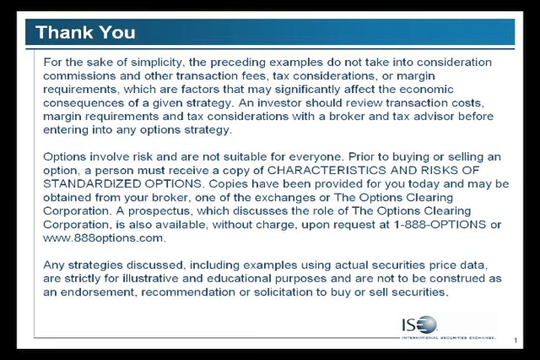 Thank You
For the sake of simplicity, the preceding examples do not take into consideration
commissions and other transaction fees, tax considerations, or margin
requirements, which are factors that may significantly affect the economic
consequences of a given strategy. An investor should review transaction costs,
margin requirements and tax considerations with a broker and tax advisor before
entering into any options strategy.
Options involve risk and are not suitable for everyone. Prior to buying or selling an
option, a person must receive a copy of CHARACTERISTICS AND RISKS OF
STANDARDIZED OPTIONS. Copies have been provided for you today and may be
obtained from your broker, one of the exchanges or The Options Clearing
Corporation. A prospectus, which discusses the role of The Options Clearing
Corporation, is also available, without charge, upon request at 1-888-OPTIONS or
www.888options.com.
Any strategies discussed, including examples using actual securities price data,
are strictly for illustrative and educational purposes and are not to be construed as
an endorsement, recommendation or solicitation to buy or sell securities.
ISE
INTERNATIONAL SECURITIES EXCHANGE.
1